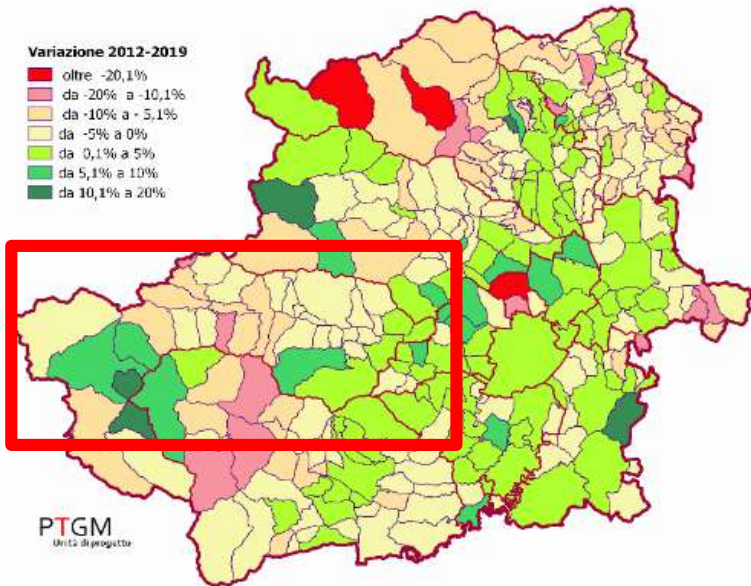 Variazione 2012-2019
oltre -20,1%
da -20% a -10,1%
da -10% a - 5,1%
da -5% a 0%
da 0,1% a 5%
da 5,1% a 10%
da 10,1% a 20%
PTGM
Unità di progetto